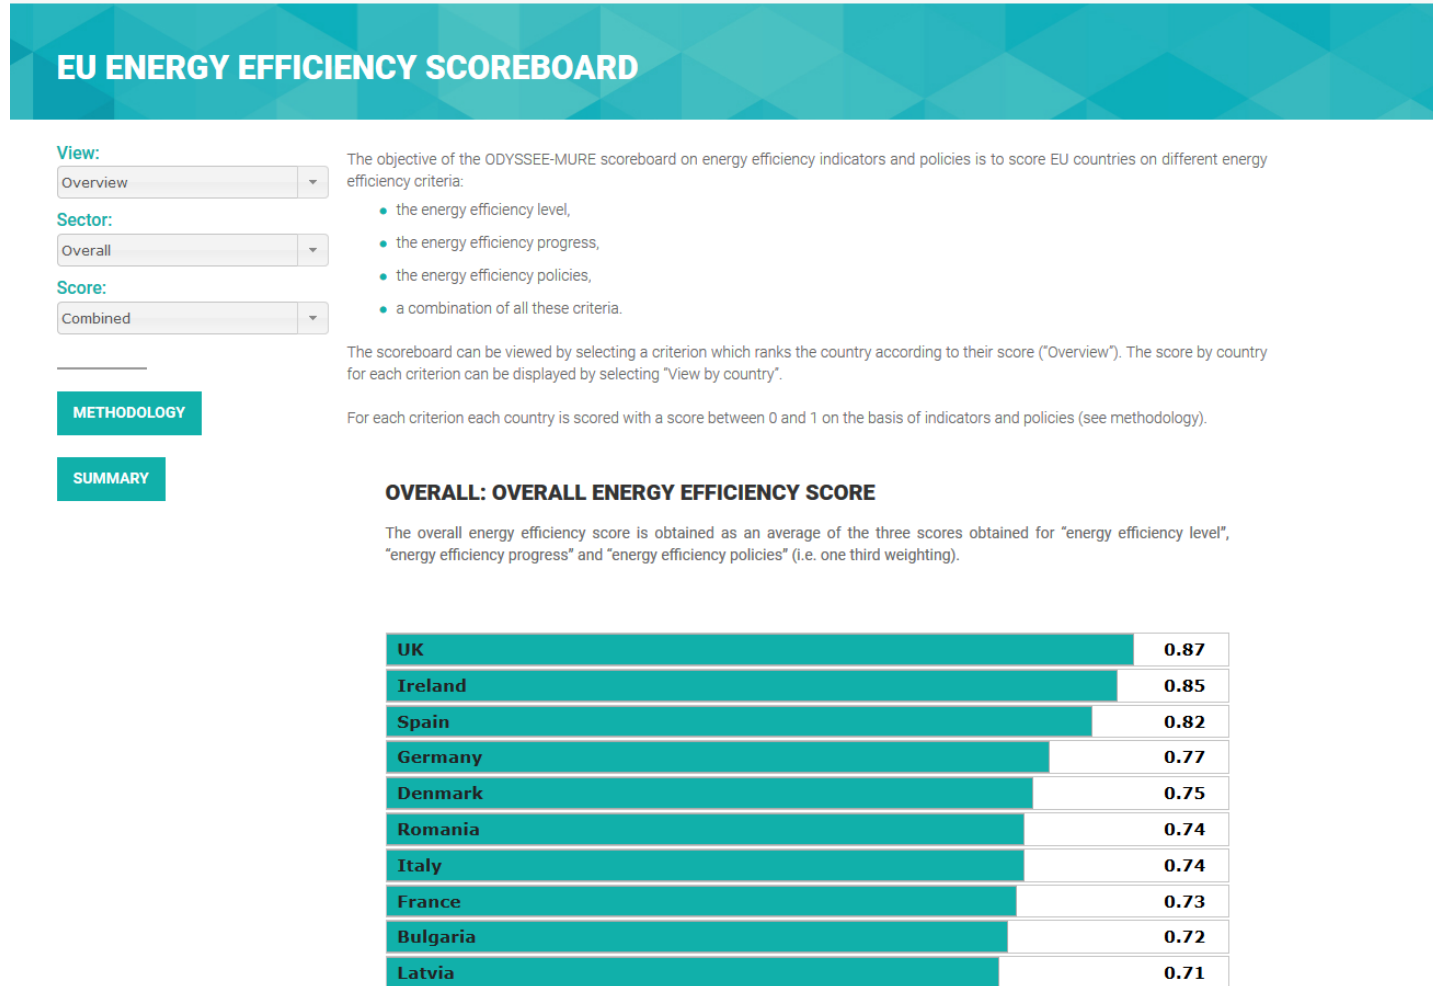 EU ENERGY EFFICIENCY SCOREBOARD
View:
Overview
Sector:
Overall
Score:
Combined
METHODOLOGY
SUMMARY
The objective of the ODYSSEE-MURE scoreboard on energy efficiency indicators and policies is to score EU countries on different energy
efficiency criteria:
the energy efficiency level,
the energy efficiency progress,
the energy efficiency policies,
a combination of all these criteria.
The scoreboard can be viewed by selecting a criterion which ranks the country according to their score ("Overview"). The score by country
for each criterion can be displayed by selecting "View by country".
For each criterion each country is scored with a score between 0 and 1 on the basis of indicators and policies (see methodology).
OVERALL: OVERALL ENERGY EFFICIENCY SCORE
The overall energy efficiency score is obtained as an average of the three scores obtained for "energy efficiency level",
"energy efficiency progress" and "energy efficiency policies" (i.e. one third weighting).
UK 0.87
Ireland 0.85
Spain 0.82
Germany 0.77
Denmark 0.75
Romania 0.74
Italy 0.74
France 0.73
Bulgaria 0.72
Latvia 0.71